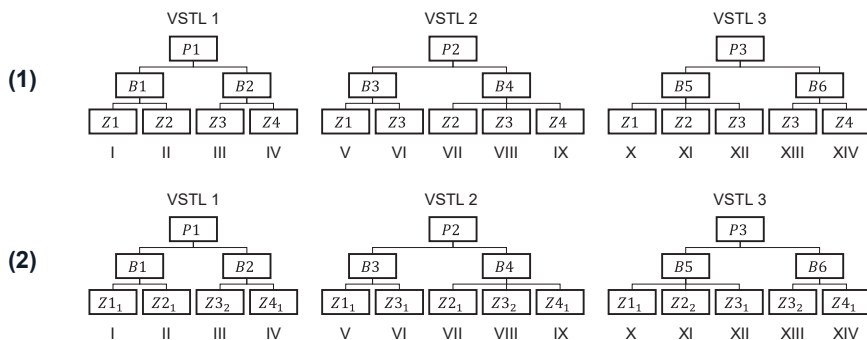 VSTL 1 VSTL 2 VSTL 3
P1 P2 P3
(1)
B1 B2 B3 B4 B5 B6
Z1 Z2 Z3 Z4 Z1 Z3 Z2 Z3 Z4 Z1 Z2 Z3 Z3 Z4
I II III IV V VI VII VIII IX X XI XII XIII XIV
VSTL 1 VSTL 2 VSTL 3
P1 P2 P3
(2)
B1 B2 B3 B4 B5 B6
Z1₁ Z2₁ Z3₂ Z4₁ Z1₁ Z3₁ Z2₁ Z3₂ Z4₁ Z1₁ Z2₂ Z3₁ Z3₂ Z4₁
I II III IV V VI VII VIII IX X XI XII XIII XIV